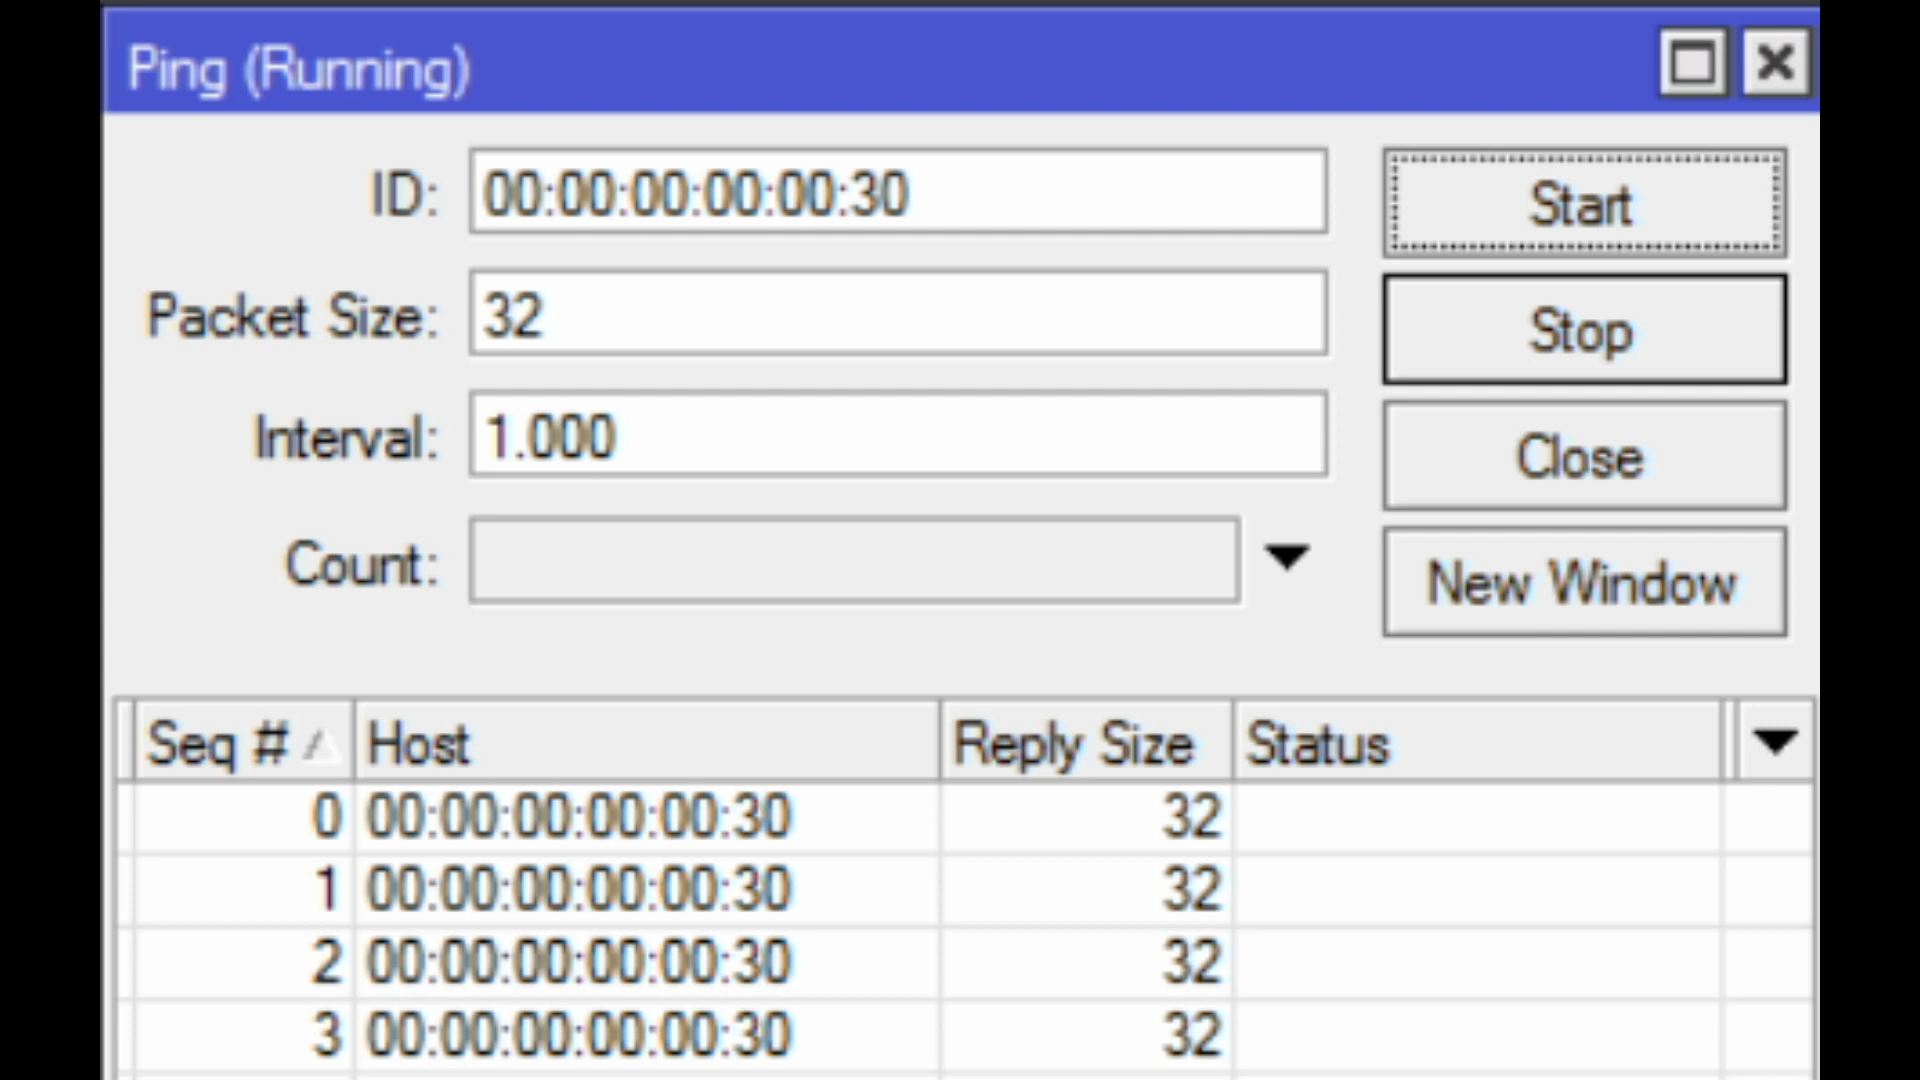 Ping (Running)
ID: 00:00:00:00:00:30
Start
Packet Size: 32
Stop
Interval: 1.000
Close
Count:
New Window
Seq # Host Reply Size Status
0 00:00:00:00:00:30 32
1 00:00:00:00:00:30 32
2 00:00:00:00:00:30 32
3 00:00:00:00:00:30 32